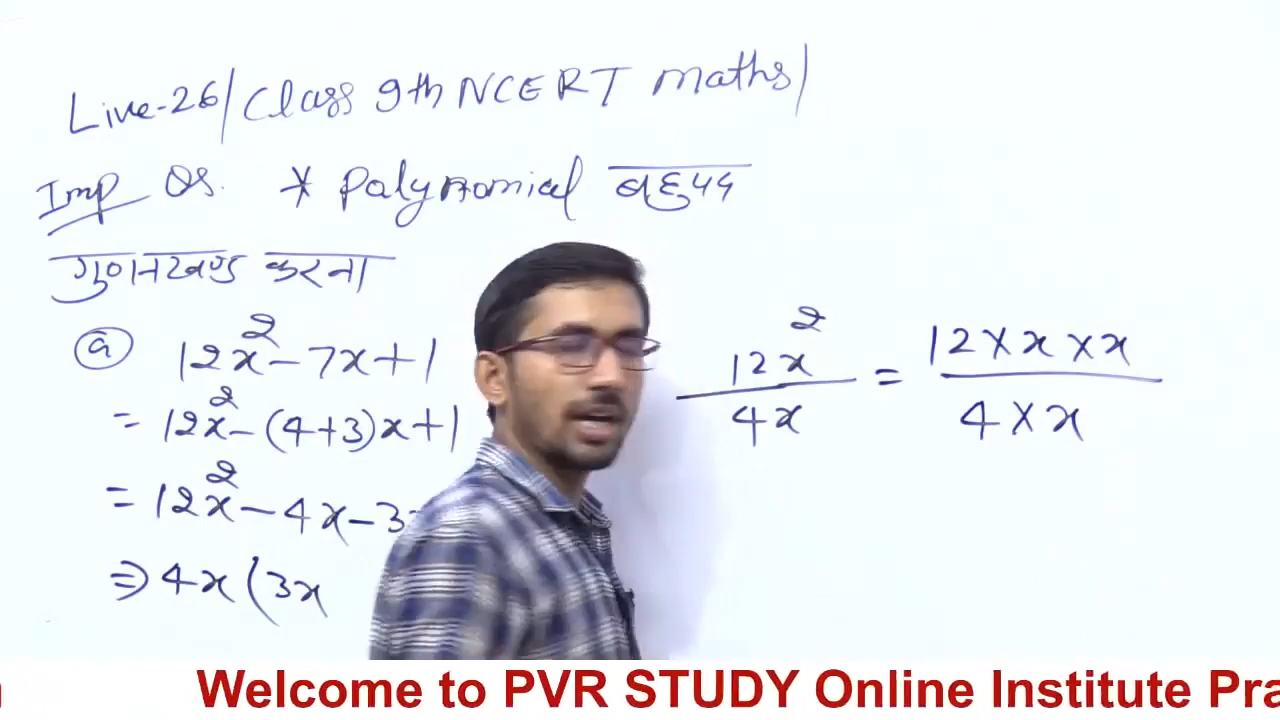 Live-26/Class 9th NCERT maths/
Imp Qs. * Polynomial बहुपद
गुणनखण्ड करना
(a) 12x² - 7x + 1
= 12x² - (4+3)x + 1
= 12x² - 4x - 3
⇒ 4x (3x
12x² / 4x = 12 × x × x / 4 × x
Welcome to PVR STUDY Online Institute Pra